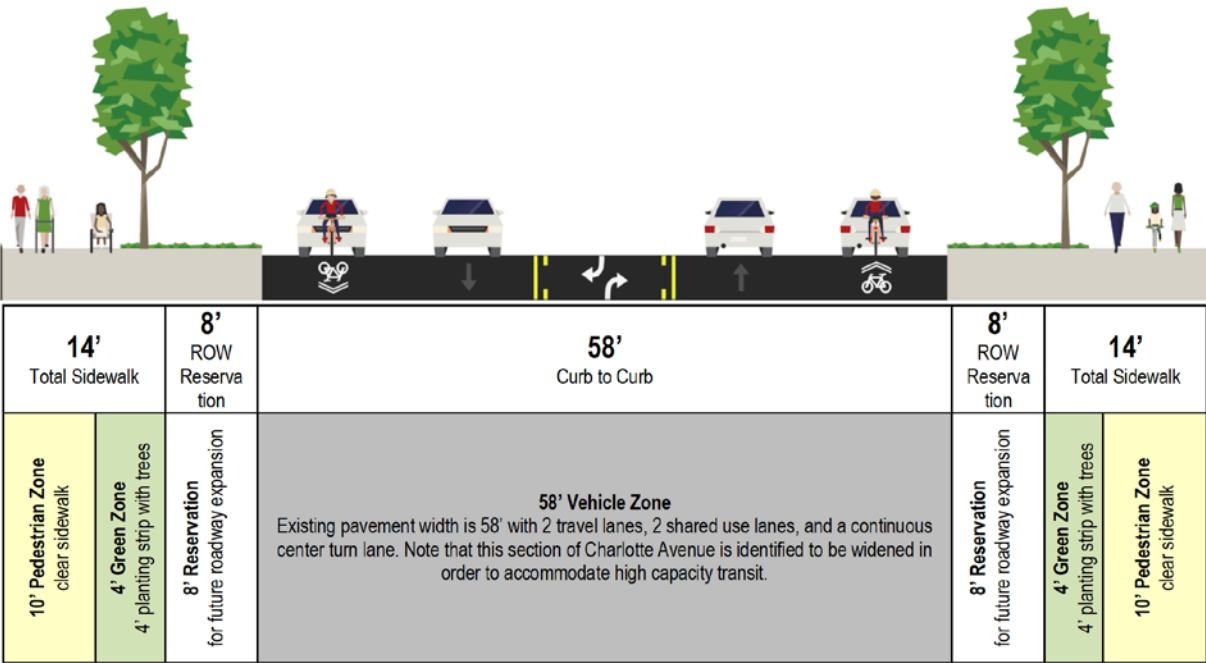 14’
Total Sidewalk
8’
ROW
Reserva
tion
58’
Curb to Curb
8’
ROW
Reserva
tion
14’
Total Sidewalk
10’ Pedestrian Zone
clear sidewalk
4’ Green Zone
4’ planting strip with trees
8’ Reservation
for future roadway expansion
58’ Vehicle Zone
Existing pavement width is 58’ with 2 travel lanes, 2 shared use lanes, and a continuous
center turn lane. Note that this section of Charlotte Avenue is identified to be widened in
order to accommodate high capacity transit.
8’ Reservation
for future roadway expansion
4’ Green Zone
4’ planting strip with trees
10’ Pedestrian Zone
clear sidewalk